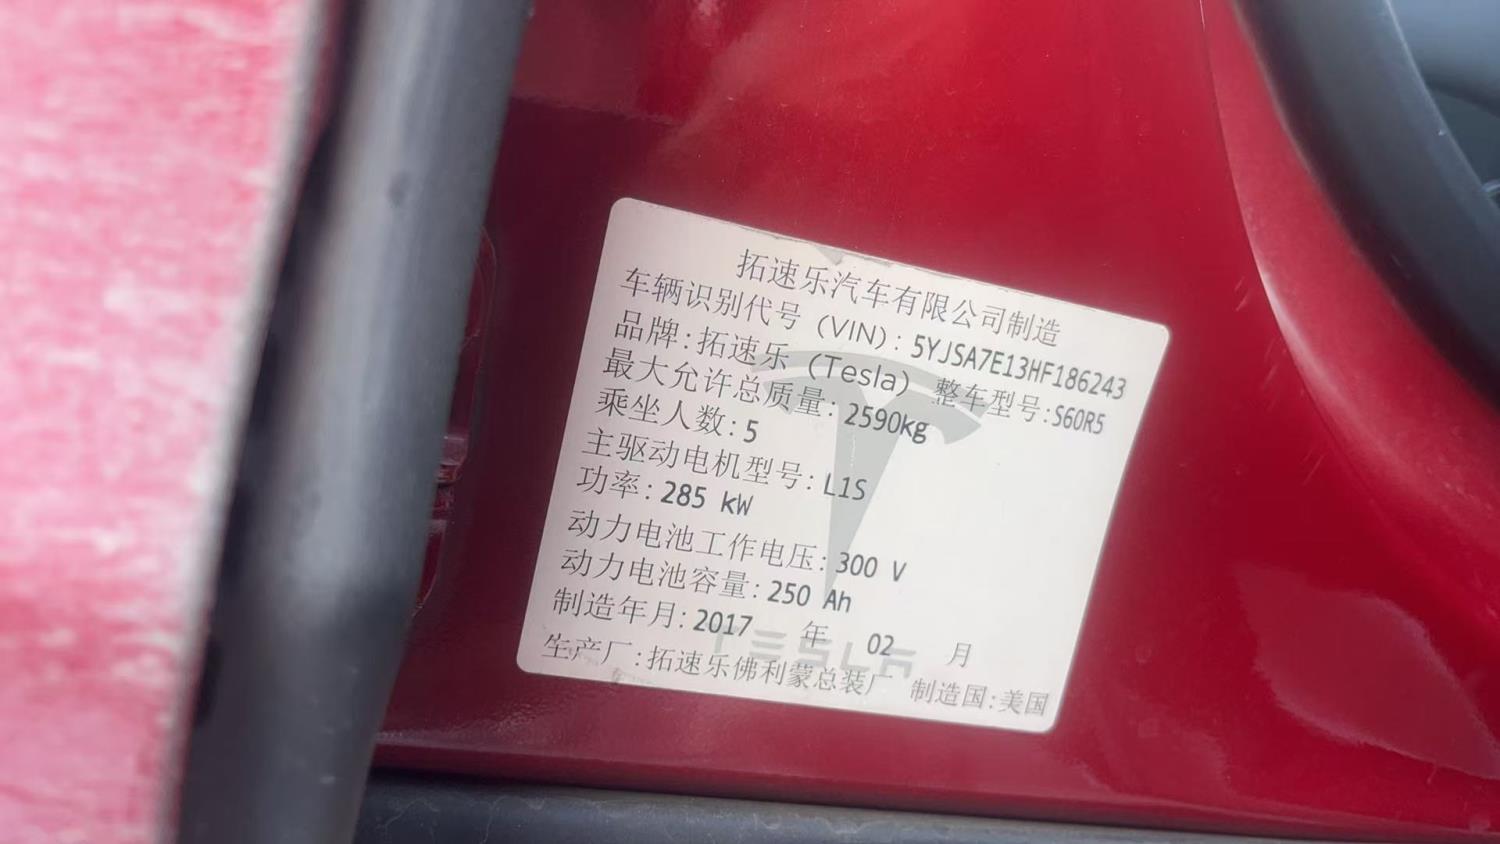 拓速乐汽车有限公司制造
车辆识别代号 (VIN): 5YJSA7E13HF186243
品牌: 拓速乐 (Tesla) 整车型号:S60R5
最大允许总质量: 2590kg
乘坐人数:5
主驱动电机型号: L1S
功率: 285 kW
动力电池工作电压: 300 V
动力电池容量: 250 Ah
制造年月: 2017 年 02 月
生产厂:拓速乐佛利蒙总装厂 制造国:美国
TESLA